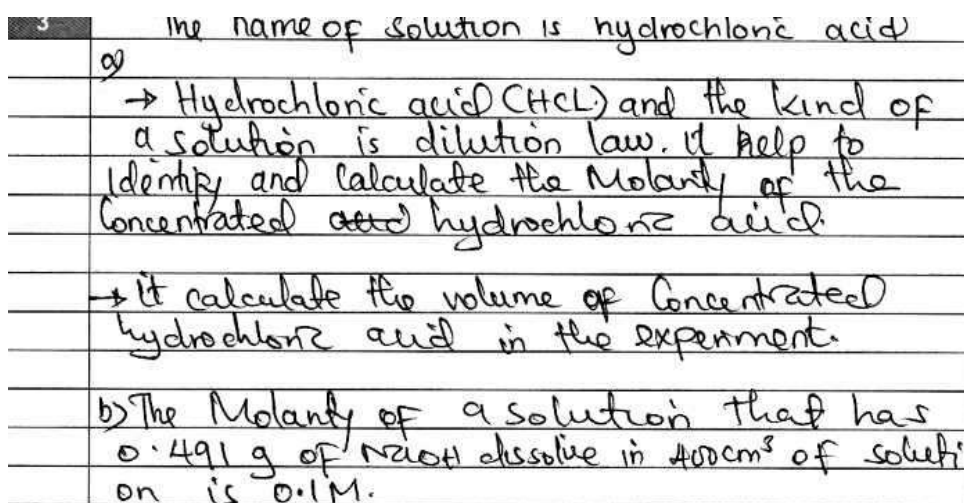 3 The name of solution is hydrochloric acid
a)
→ Hydrochloric acid (HCL) and the kind of
a solution is dilution law. it help to
identify and calculate the Molarity of the
Concentrated hydrochloric acid.
→ it calculate the volume of Concentrated
hydrochloric acid in the experiment.
b) The Molarity of a solution that has
0.491 g of NaOH dissolve in 400cm³ of soluti
on is 0.1M.